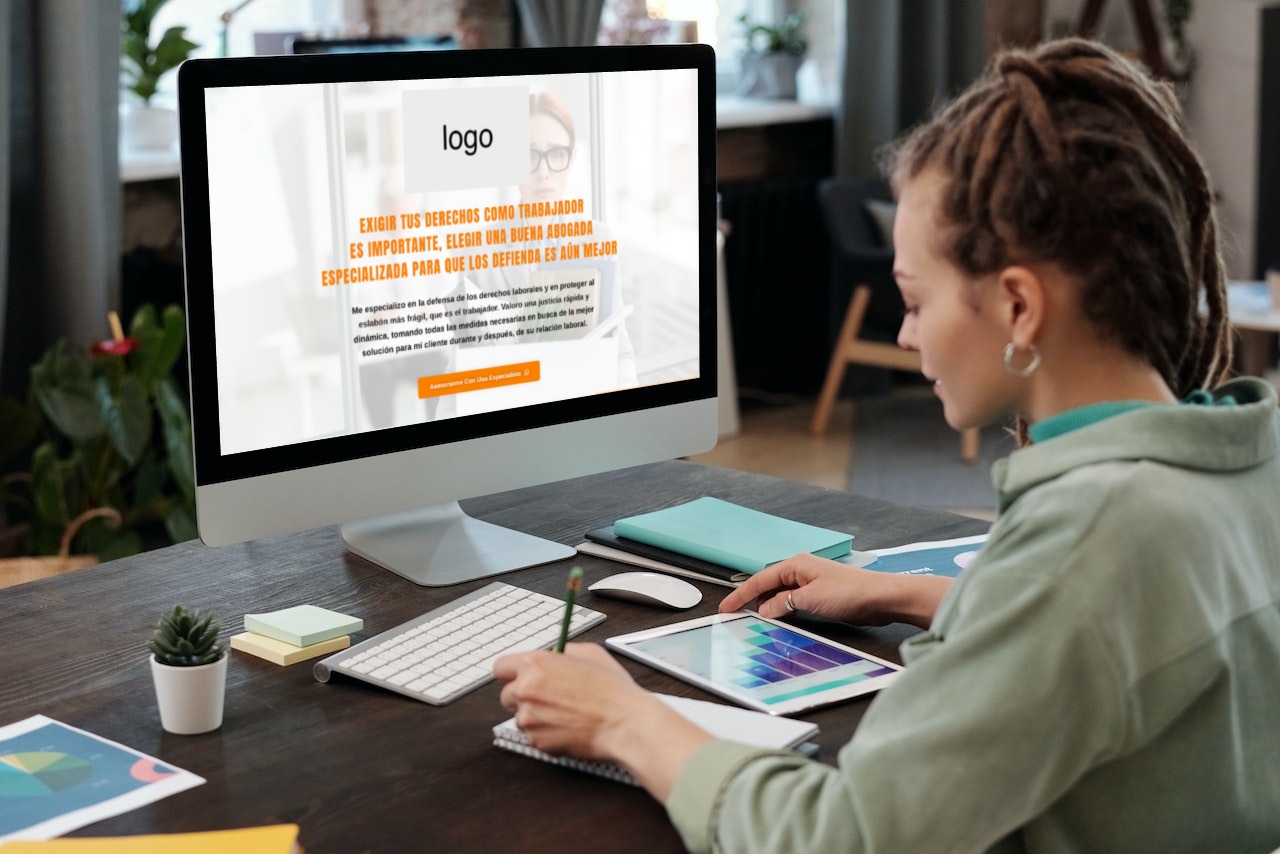 logo
EXIGIR TUS DERECHOS COMO TRABAJADOR
ES IMPORTANTE, ELEGIR UNA BUENA ABOGADA
ESPECIALIZADA PARA QUE LOS DEFIENDA ES AÚN MEJOR
Me especializo en la defensa de los derechos laborales y en proteger al
eslabón más frágil, que es el trabajador. Valoro una justicia rápida y
dinámica, tomando todas las medidas necesarias en busca de la mejor
solución para mi cliente durante y después, de su relación laboral.
Asesorarme Con Una Especialista